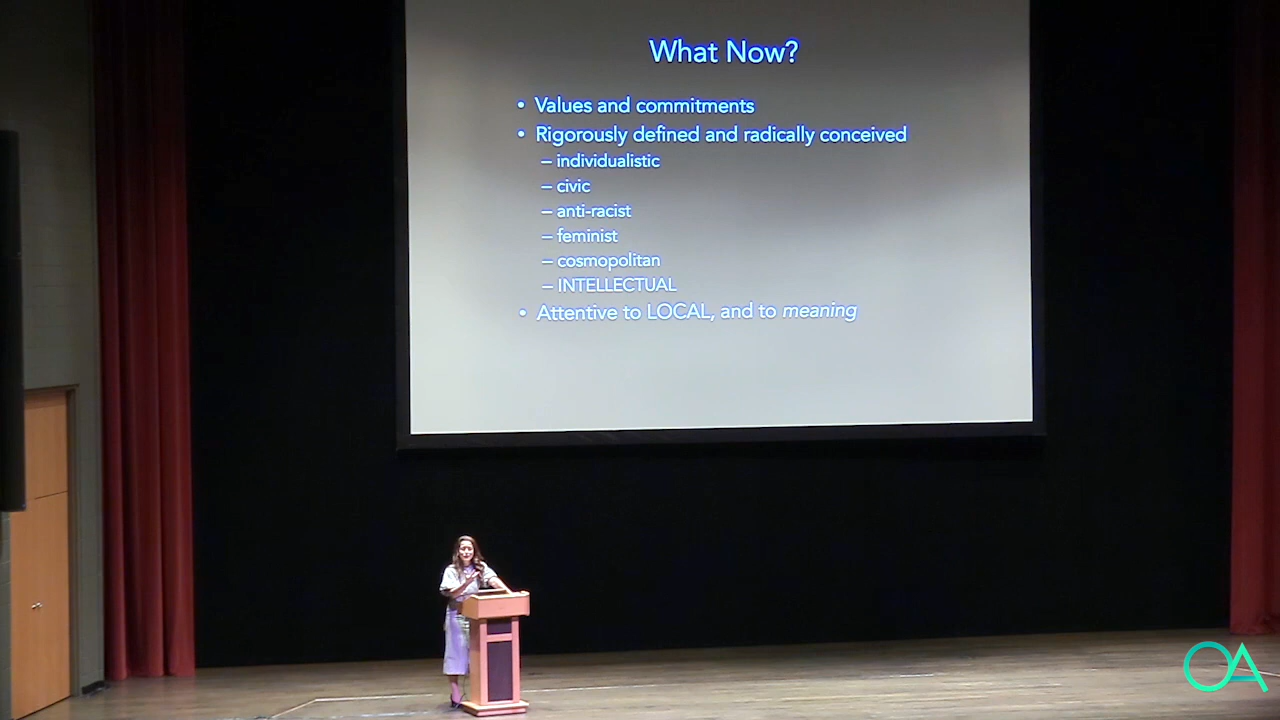 What Now?
• Values and commitments
• Rigorously defined and radically conceived
– individualistic
– civic
– anti-racist
– feminist
– cosmopolitan
– INTELLECTUAL
• Attentive to LOCAL, and to meaning
OA